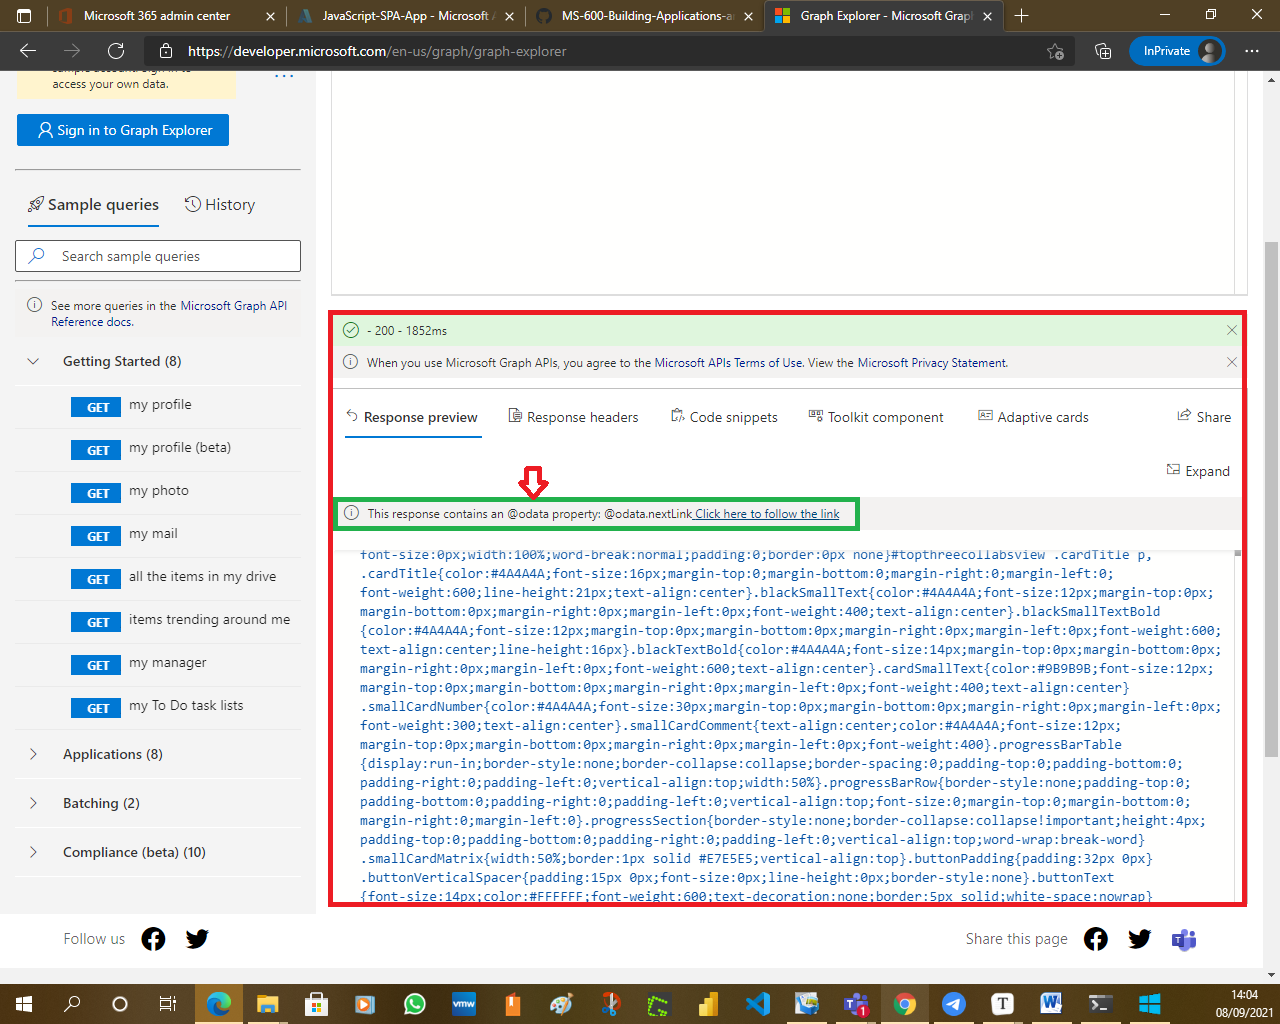 Microsoft 365 admin center
JavaScript-SPA-App - Microsoft A
MS-600-Building-Applications-a
Graph Explorer - Microsoft Grap
https://developer.microsoft.com/en-us/graph/graph-explorer
InPrivate
access your own data.
Sign in to Graph Explorer
Sample queries
History
Search sample queries
See more queries in the Microsoft Graph API
Reference docs.
Getting Started (8)
GET my profile
GET my profile (beta)
GET my photo
GET my mail
GET all the items in my drive
GET items trending around me
GET my manager
GET my To Do task lists
Applications (8)
Batching (2)
Compliance (beta) (10)
- 200 - 1852ms
When you use Microsoft Graph APIs, you agree to the Microsoft APIs Terms of Use. View the Microsoft Privacy Statement.
Response preview
Response headers
Code snippets
Toolkit component
Adaptive cards
Share
Expand
This response contains an @odata property: @odata.nextLink Click here to follow the link
font-size:0px;width:100%;word-break:normal;padding:0;border:0px none}#topthreecollabsview .cardTitle p,
.cardTitle{color:#4A4A4A;font-size:16px;margin-top:0;margin-bottom:0;margin-right:0;margin-left:0;
font-weight:600;line-height:21px;text-align:center}.blackSmallText{color:#4A4A4A;font-size:12px;margin-top:0px;
margin-bottom:0px;margin-right:0px;margin-left:0px;font-weight:400;text-align:center}.blackSmallTextBold
{color:#4A4A4A;font-size:12px;margin-top:0px;margin-bottom:0px;margin-right:0px;margin-left:0px;font-weight:600;
text-align:center;line-height:16px}.blackTextBold{color:#4A4A4A;font-size:14px;margin-top:0px;margin-bottom:0px;
margin-right:0px;margin-left:0px;font-weight:600;text-align:center}.cardSmallText{color:#9B9B9B;font-size:12px;
margin-top:0px;margin-bottom:0px;margin-right:0px;margin-left:0px;font-weight:400;text-align:center}
.smallCardNumber{color:#4A4A4A;font-size:30px;margin-top:0px;margin-bottom:0px;margin-right:0px;margin-left:0px;
font-weight:300;text-align:center}.smallCardComment{text-align:center;color:#4A4A4A;font-size:12px;
margin-top:0px;margin-bottom:0px;margin-right:0px;margin-left:0px;font-weight:400}.progressBarTable
{display:run-in;border-style:none;border-collapse:collapse;border-spacing:0;padding-top:0;padding-bottom:0;
padding-right:0;padding-left:0;vertical-align:top;width:50%}.progressBarRow{border-style:none;padding-top:0;
padding-bottom:0;padding-right:0;padding-left:0;vertical-align:top;font-size:0;margin-top:0;margin-bottom:0;
margin-right:0;margin-left:0}.progressSection{border-style:none;border-collapse:collapse!important;height:4px;
padding-top:0;padding-bottom:0;padding-right:0;padding-left:0;vertical-align:top;word-wrap:break-word}
.smallCardMatrix{width:50%;border:1px solid #E7E5E5;vertical-align:top}.buttonPadding{padding:32px 0px}
.buttonVerticalSpacer{padding:15px 0px;font-size:0px;line-height:0px;border-style:none}.buttonText
{font-size:14px;color:#FFFFFF;font-weight:600;text-decoration:none;border:5px solid;white-space:nowrap}
Follow us
Share this page
vmw
14:04
08/09/2021